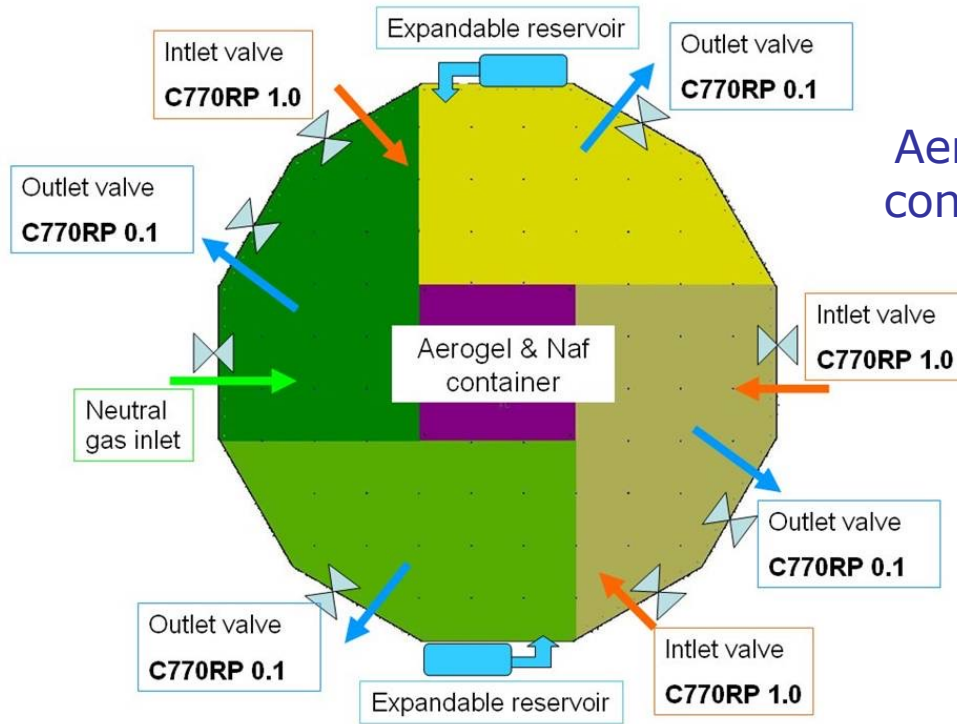 Expandable reservoir
Intlet valve
C770RP 1.0
Outlet valve
C770RP 0.1
Outlet valve
C770RP 0.1
Aer
con
Intlet valve
C770RP 1.0
Aerogel & Naf
container
Neutral
gas inlet
Outlet valve
C770RP 0.1
Outlet valve
C770RP 0.1
Intlet valve
C770RP 1.0
Expandable reservoir